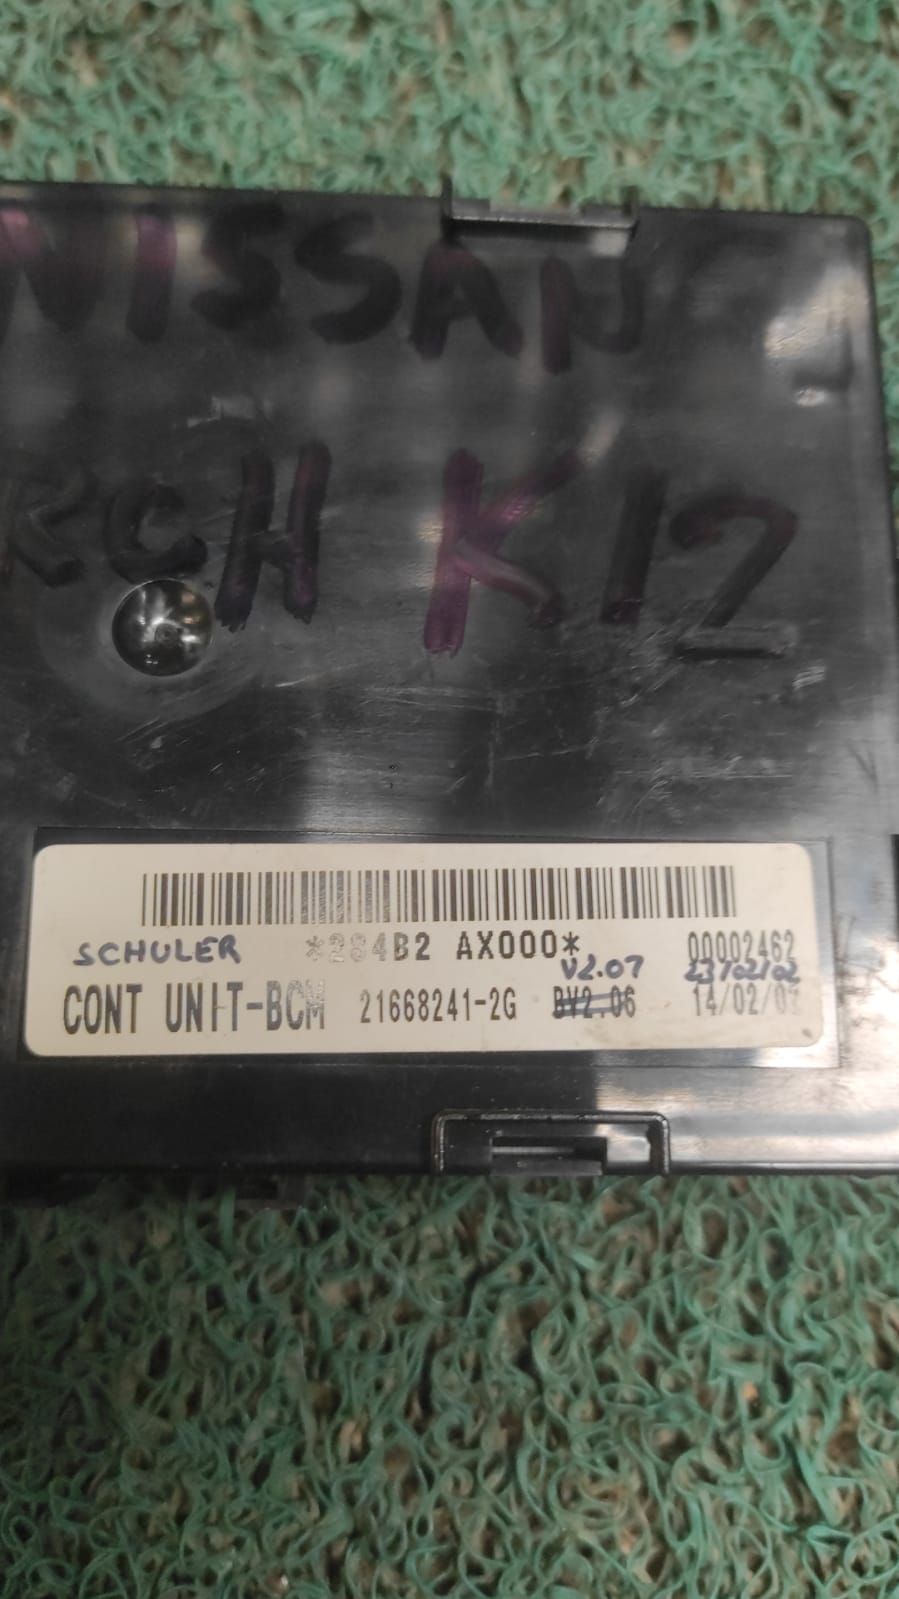 NISSAN
RCH K12
SCHULER *284B2 AX000* 00002462
V2.07 23/02/02
CONT UNIT-BCM 21668241-2G BV2.06 14/02/02